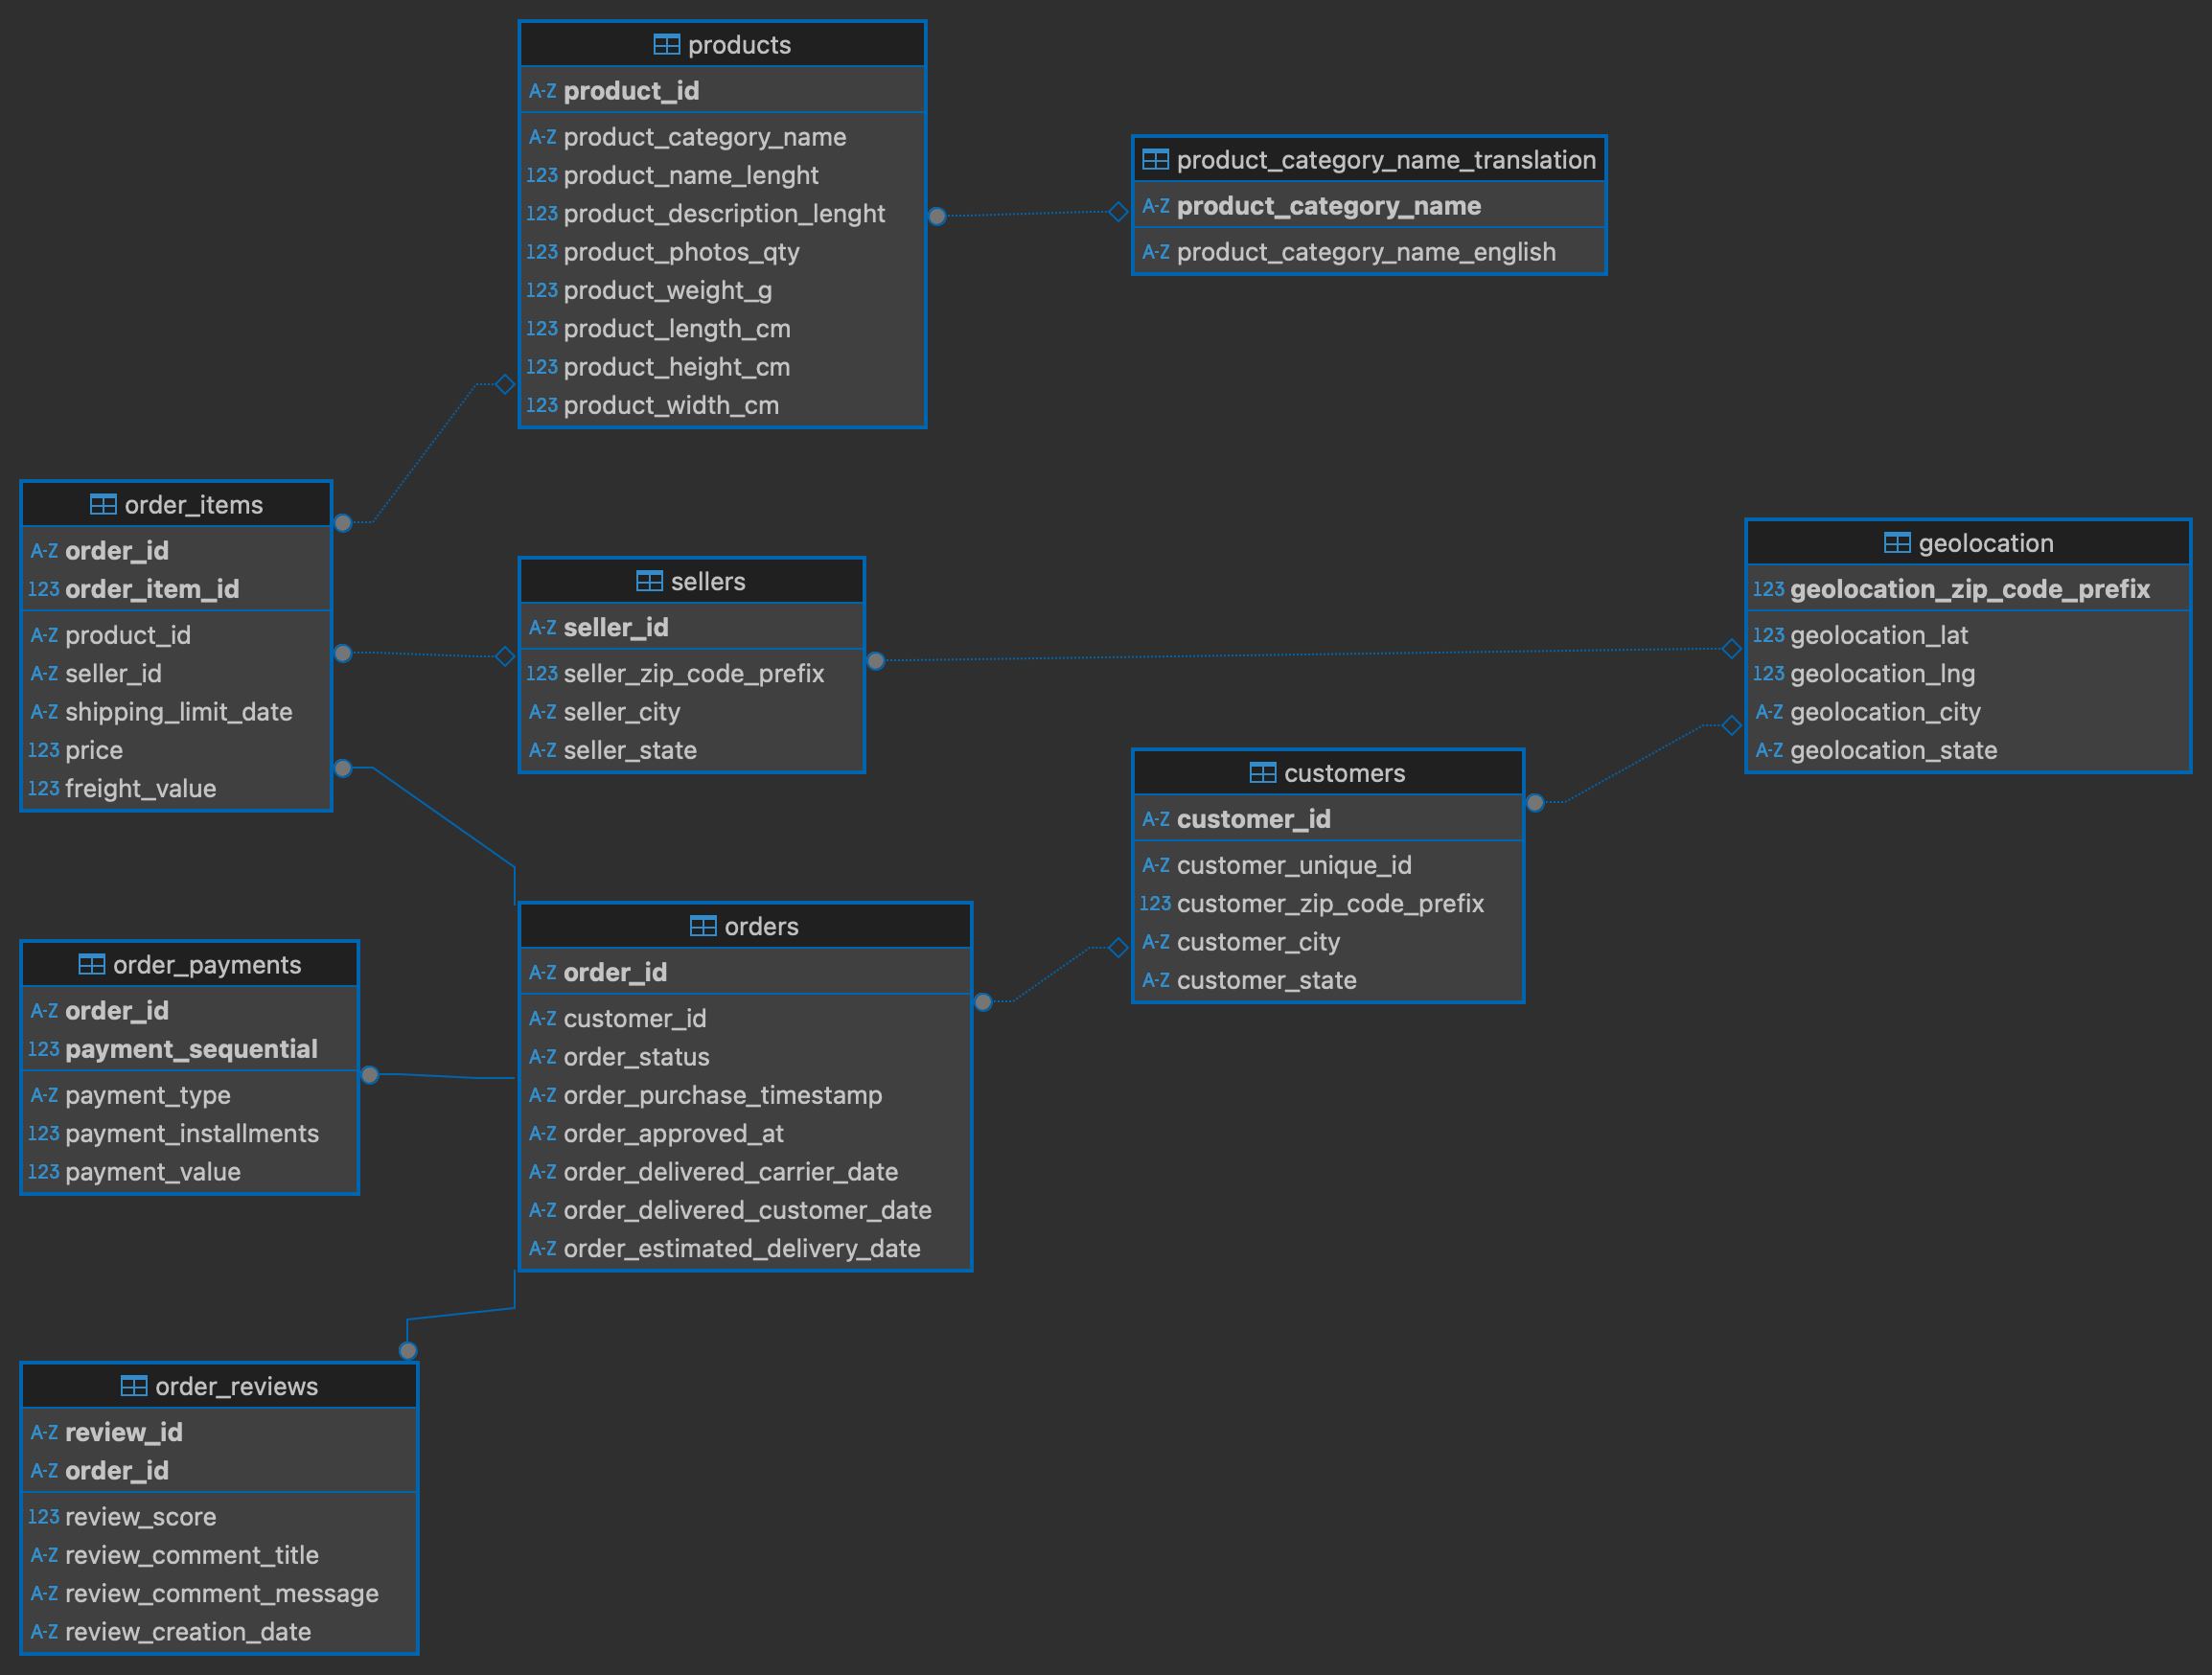 products
A-Z product_id
A-Z product_category_name
123 product_name_lenght
123 product_description_lenght
123 product_photos_qty
123 product_weight_g
123 product_length_cm
123 product_height_cm
123 product_width_cm
product_category_name_translation
A-Z product_category_name
A-Z product_category_name_english
order_items
A-Z order_id
123 order_item_id
A-Z product_id
A-Z seller_id
A-Z shipping_limit_date
123 price
123 freight_value
sellers
A-Z seller_id
123 seller_zip_code_prefix
A-Z seller_city
A-Z seller_state
geolocation
123 geolocation_zip_code_prefix
123 geolocation_lat
123 geolocation_lng
A-Z geolocation_city
A-Z geolocation_state
customers
A-Z customer_id
A-Z customer_unique_id
123 customer_zip_code_prefix
A-Z customer_city
A-Z customer_state
orders
A-Z order_id
A-Z customer_id
A-Z order_status
A-Z order_purchase_timestamp
A-Z order_approved_at
A-Z order_delivered_carrier_date
A-Z order_delivered_customer_date
A-Z order_estimated_delivery_date
order_payments
A-Z order_id
123 payment_sequential
A-Z payment_type
123 payment_installments
123 payment_value
order_reviews
A-Z review_id
A-Z order_id
123 review_score
A-Z review_comment_title
A-Z review_comment_message
A-Z review_creation_date